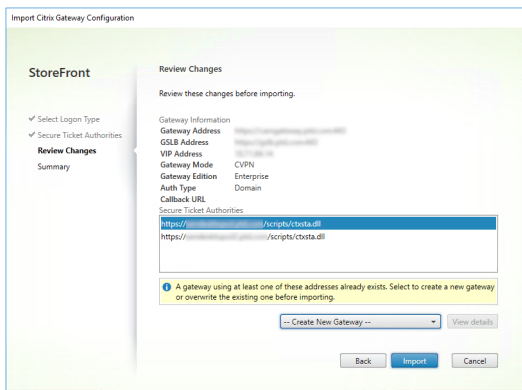 Import Citrix Gateway Configuration
StoreFront
Select Logon Type
Secure Ticket Authorities
Review Changes
Summary
Review Changes
Review these changes before importing.
Gateway Information
Gateway Address
GSLB Address
VIP Address
Gateway Mode CVPN
Gateway Edition Enterprise
Auth Type Domain
Callback URL
Secure Ticket Authorities
https:// /scripts/ctxsta.dll
https:// /scripts/ctxsta.dll
A gateway using at least one of these addresses already exists. Select to create a new gateway
or overwrite the existing one before importing.
-- Create New Gateway --
View details
Back
Import
Cancel